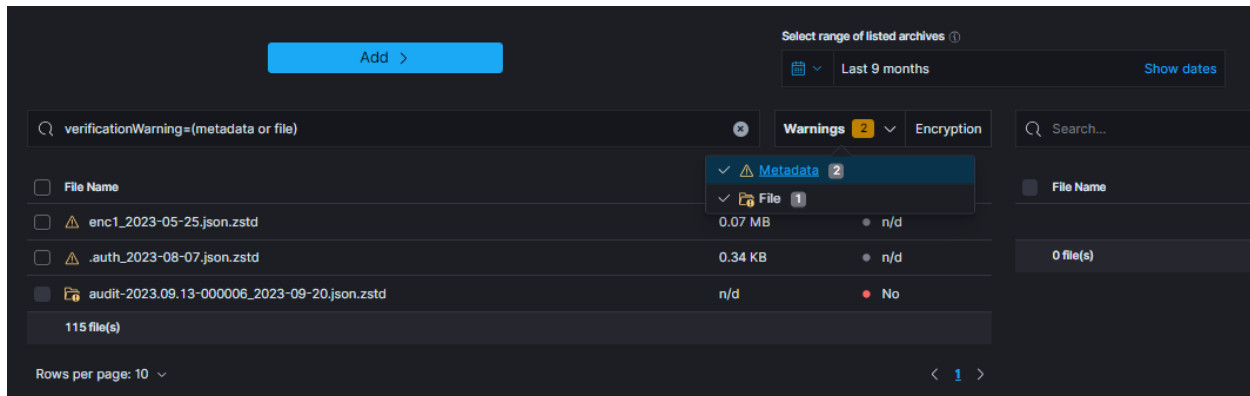 Select range of listed archives
Add >
Last 9 months
Show dates
verificationWarning=(metadata or file)
Warnings 2
Encryption
Search...
Metadata 2
File 1
File Name
File Name
enc1_2023-05-25.json.zstd
0.07 MB
n/d
.auth_2023-08-07.json.zstd
0.34 KB
n/d
0 file(s)
audit-2023.09.13-000006_2023-09-20.json.zstd
n/d
No
115 file(s)
Rows per page: 10
< 1 >